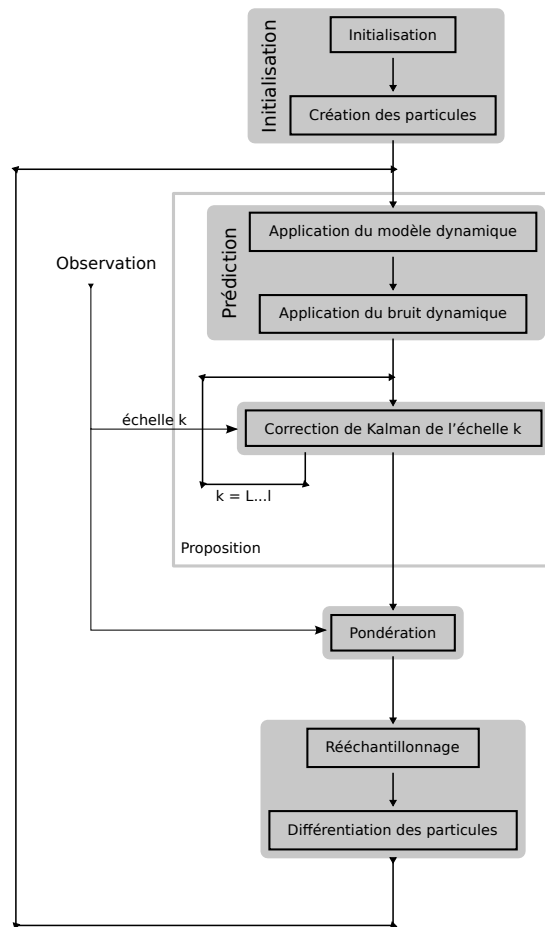 Initialisation
Initialisation
Création des particules
Prédiction
Application du modèle dynamique
Application du bruit dynamique
Observation
échelle k
Correction de Kalman de l’échelle k
k = L...l
Proposition
Pondération
Rééchantillonnage
Différentiation des particules